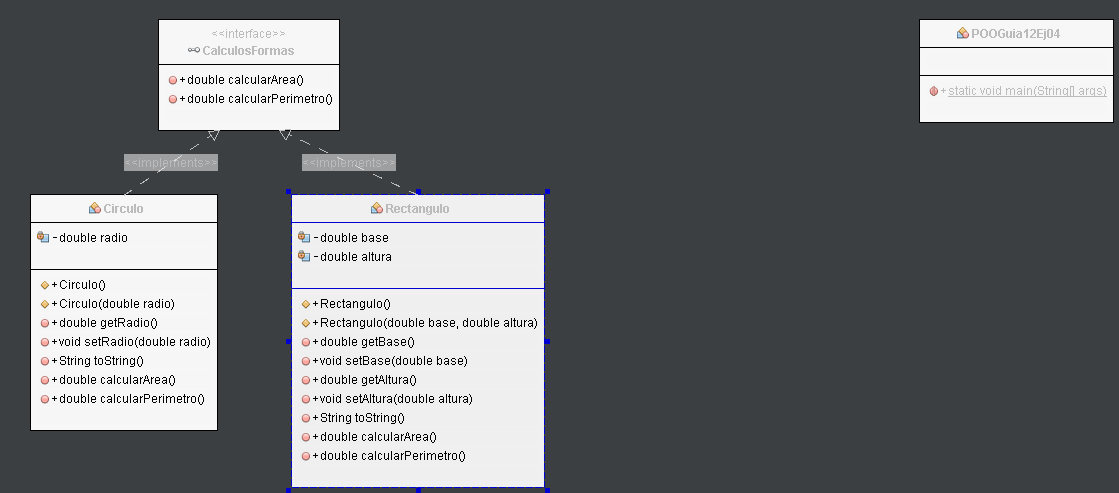 <<interface>>
CalculosFormas
+ double calcularArea()
+ double calcularPerimetro()
POOGuia12Ej04
+ static void main(String[] args)
<<implements>>
<<implements>>
Circulo
- double radio
+ Circulo()
+ Circulo(double radio)
+ double getRadio()
+ void setRadio(double radio)
+ String toString()
+ double calcularArea()
+ double calcularPerimetro()
Rectangulo
- double base
- double altura
+ Rectangulo()
+ Rectangulo(double base, double altura)
+ double getBase()
+ void setBase(double base)
+ double getAltura()
+ void setAltura(double altura)
+ String toString()
+ double calcularArea()
+ double calcularPerimetro()